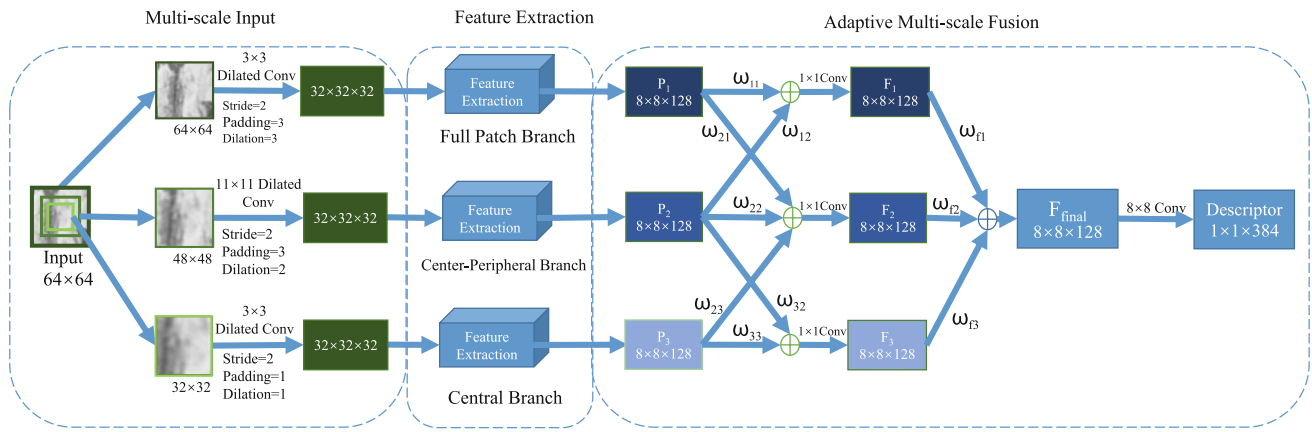 Multi-scale Input
Feature Extraction
Adaptive Multi-scale Fusion
Input
64×64
3×3
Dilated Conv
Stride=2
Padding=3
Dilation=3
64×64
32×32×32
Feature
Extraction
Full Patch Branch
11×11 Dilated
Conv
Stride=2
Padding=3
Dilation=2
48×48
32×32×32
Feature
Extraction
Center-Peripheral Branch
3×3
Dilated Conv
Stride=2
Padding=1
Dilation=1
32×32
32×32×32
Feature
Extraction
Central Branch
P1
8×8×128
ω11
ω12
ω21
1×1Conv
F1
8×8×128
ωf1
P2
8×8×128
ω22
1×1Conv
F2
8×8×128
ωf2
P3
8×8×128
ω23
ω32
ω33
1×1Conv
F3
8×8×128
ωf3
Ffinal
8×8×128
8×8 Conv
Descriptor
1×1×384